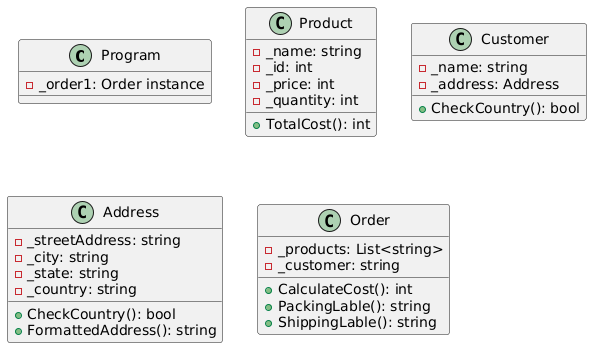 C Program
_order1: Order instance
C Product
_name: string
_id: int
_price: int
_quantity: int
TotalCost(): int
C Customer
_name: string
_address: Address
CheckCountry(): bool
C Address
_streetAddress: string
_city: string
_state: string
_country: string
CheckCountry(): bool
FormattedAddress(): string
C Order
_products: List<string>
_customer: string
CalculateCost(): int
PackingLable(): string
ShippingLable(): string